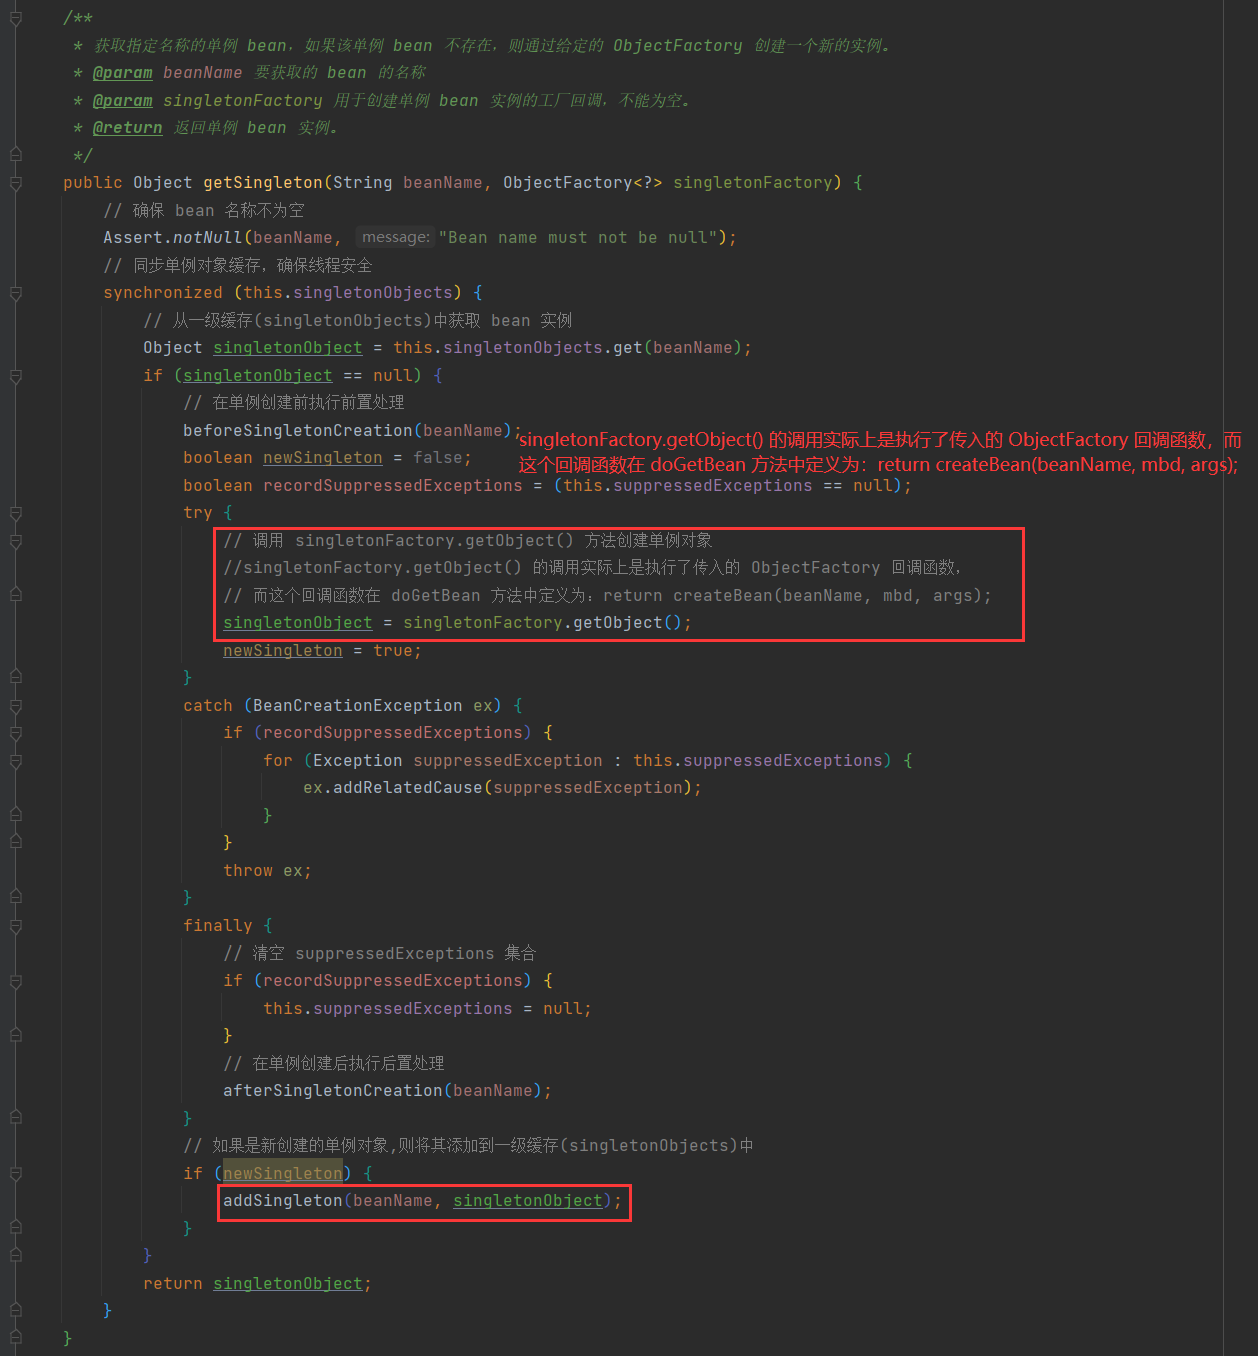 /**
* 获取指定名称的单例 bean，如果该单例 bean 不存在，则通过给定的 ObjectFactory 创建一个新的实例。
* @param beanName 要获取的 bean 的名称
* @param singletonFactory 用于创建单例 bean 实例的工厂回调，不能为空。
* @return 返回单例 bean 实例。
*/
public Object getSingleton(String beanName, ObjectFactory<?> singletonFactory) {
// 确保 bean 名称不为空
Assert.notNull(beanName, message: "Bean name must not be null");
// 同步单例对象缓存，确保线程安全
synchronized (this.singletonObjects) {
// 从一级缓存(singletonObjects)中获取 bean 实例
Object singletonObject = this.singletonObjects.get(beanName);
if (singletonObject == null) {
// 在单例创建前执行前置处理
beforeSingletonCreation(beanName);
singletonFactory.getObject() 的调用实际上是执行了传入的 ObjectFactory 回调函数，而
这个回调函数在 doGetBean 方法中定义为：return createBean(beanName, mbd, args);
boolean newSingleton = false;
boolean recordSuppressedExceptions = (this.suppressedExceptions == null);
try {
// 调用 singletonFactory.getObject() 方法创建单例对象
//singletonFactory.getObject() 的调用实际上是执行了传入的 ObjectFactory 回调函数，
// 而这个回调函数在 doGetBean 方法中定义为：return createBean(beanName, mbd, args);
singletonObject = singletonFactory.getObject();
newSingleton = true;
}
catch (BeanCreationException ex) {
if (recordSuppressedExceptions) {
for (Exception suppressedException : this.suppressedExceptions) {
ex.addRelatedCause(suppressedException);
}
}
throw ex;
}
finally {
// 清空 suppressedExceptions 集合
if (recordSuppressedExceptions) {
this.suppressedExceptions = null;
}
// 在单例创建后执行后置处理
afterSingletonCreation(beanName);
}
// 如果是新创建的单例对象,则将其添加到一级缓存(singletonObjects)中
if (newSingleton) {
addSingleton(beanName, singletonObject);
}
}
return singletonObject;
}
}